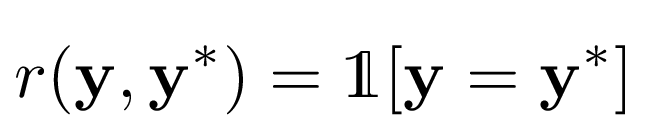 r(𝐲, 𝐲*) = 𝟙[𝐲 = 𝐲*]